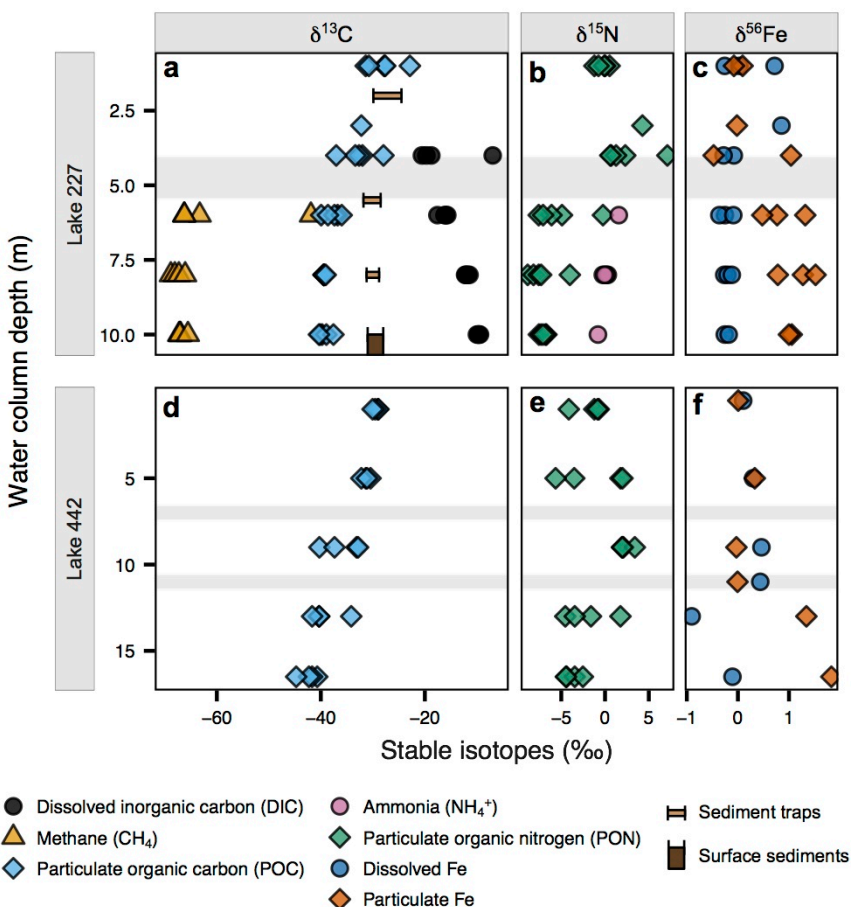 δ¹³C δ¹⁵N δ⁵⁶Fe
a b c
2.5
5.0
7.5
10.0
Lake 227
Water column depth (m)
d e f
5
10
15
Lake 442
−60 −40 −20 −5 0 5 −1 0 1
Stable isotopes (‰)
Dissolved inorganic carbon (DIC)
Methane (CH₄)
Particulate organic carbon (POC)
Ammonia (NH₄⁺)
Particulate organic nitrogen (PON)
Dissolved Fe
Particulate Fe
Sediment traps
Surface sediments